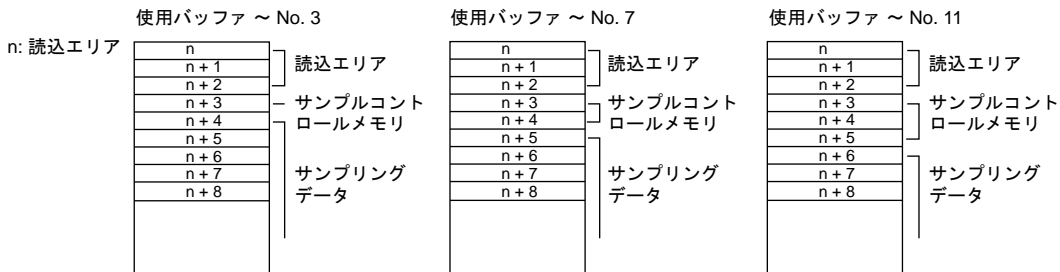 使用バッファ ～ No. 3
n: 読込エリア
n
n + 1
n + 2
n + 3
n + 4
n + 5
n + 6
n + 7
n + 8
読込エリア
サンプルコント
ロールメモリ
サンプリング
データ
使用バッファ ～ No. 7
n
n + 1
n + 2
n + 3
n + 4
n + 5
n + 6
n + 7
n + 8
読込エリア
サンプルコント
ロールメモリ
サンプリング
データ
使用バッファ ～ No. 11
n
n + 1
n + 2
n + 3
n + 4
n + 5
n + 6
n + 7
n + 8
読込エリア
サンプルコント
ロールメモリ
サンプリング
データ